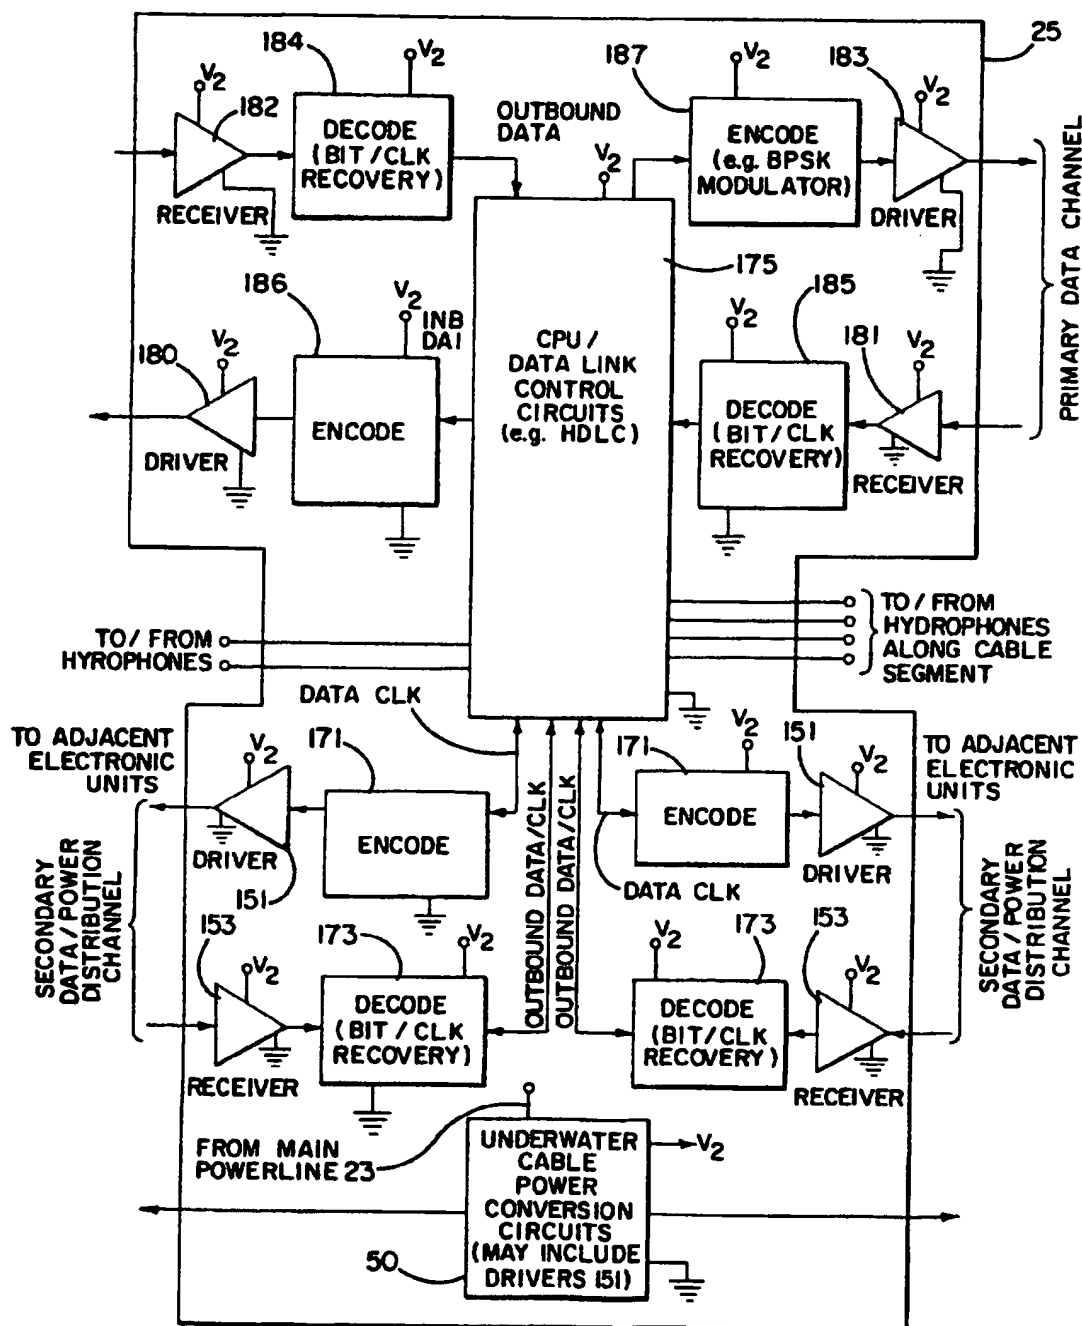 184
V2
187
V2
183
25
V2
182
DECODE
(BIT/CLK
RECOVERY)
OUTBOUND
DATA
V2
ENCODE
(e.g. BPSK
MODULATOR)
V2
RECEIVER
DRIVER
PRIMARY DATA CHANNEL
186
V2
INB
DAI
175
V2
185
180
V2
ENCODE
DRIVER
CPU/
DATA LINK
CONTROL
CIRCUITS
(e.g. HDLC)
DECODE
(BIT/CLK
RECOVERY)
181
V2
RECEIVER
TO/FROM
HYROPHONES
TO/FROM
HYDROPHONES
ALONG CABLE
SEGMENT
DATA CLK
TO ADJACENT
ELECTRONIC
UNITS
V2
171
ENCODE
DRIVER
151
OUTBOUND DATA/CLK
OUTBOUND DATA/CLK
171
V2
ENCODE
DATA CLK
151
V2
DRIVER
TO ADJACENT
ELECTRONIC
UNITS
SECONDARY
DATA/POWER
DISTRIBUTION
CHANNEL
153
V2
RECEIVER
173
V2
DECODE
(BIT/CLK
RECOVERY)
V2
173
DECODE
(BIT/CLK
RECOVERY)
153
V2
RECEIVER
SECONDARY
DATA/POWER
DISTRIBUTION
CHANNEL
FROM MAIN
POWERLINE 23
UNDERWATER
CABLE
POWER
CONVERSION
CIRCUITS
(MAY INCLUDE
DRIVERS 151)
V2
50